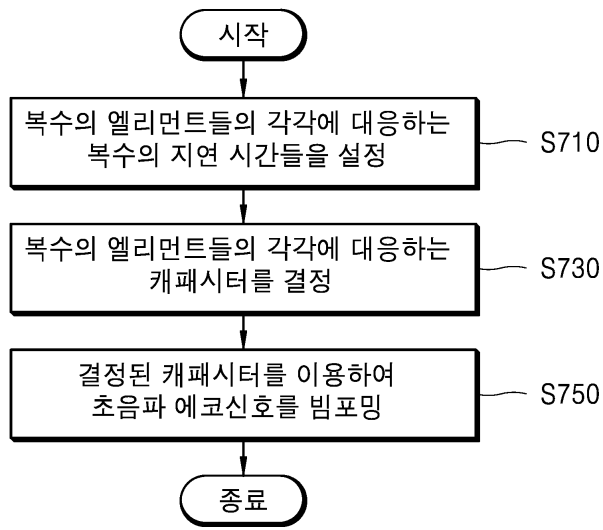 시작
복수의 엘리먼트들의 각각에 대응하는
복수의 지연 시간들을 설정
S710
복수의 엘리먼트들의 각각에 대응하는
캐패시터를 결정
S730
결정된 캐패시터를 이용하여
초음파 에코신호를 빔포밍
S750
종료